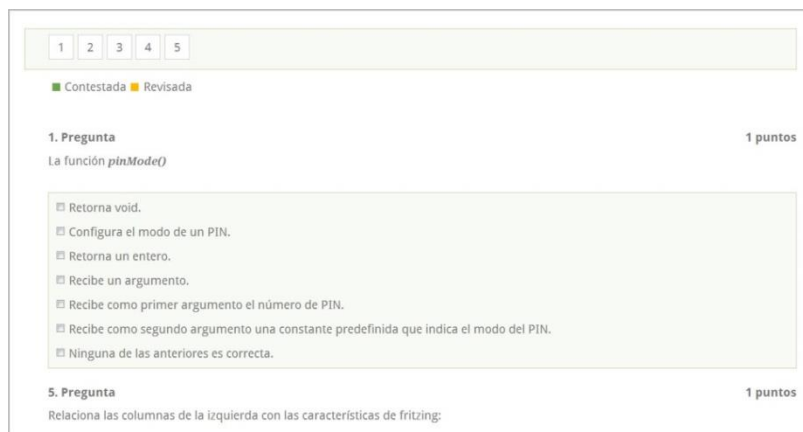 1 2 3 4 5
Contestada Revisada
1. Pregunta 1 puntos
La función pinMode()
Retorna void.
Configura el modo de un PIN.
Retorna un entero.
Recibe un argumento.
Recibe como primer argumento el número de PIN.
Recibe como segundo argumento una constante predefinida que indica el modo del PIN.
Ninguna de las anteriores es correcta.
5. Pregunta 1 puntos
Relaciona las columnas de la izquierda con las características de fritzing: